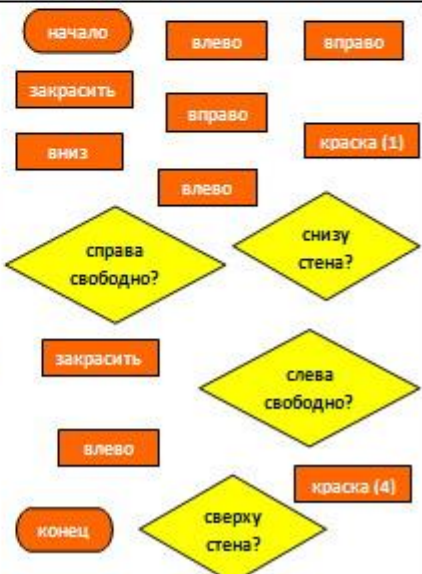 начало
влево
вправо
закрасить
вправо
вниз
краска (1)
влево
справа
свободно?
снизу
стена?
закрасить
слева
свободно?
влево
краска (4)
конец
сверху
стена?